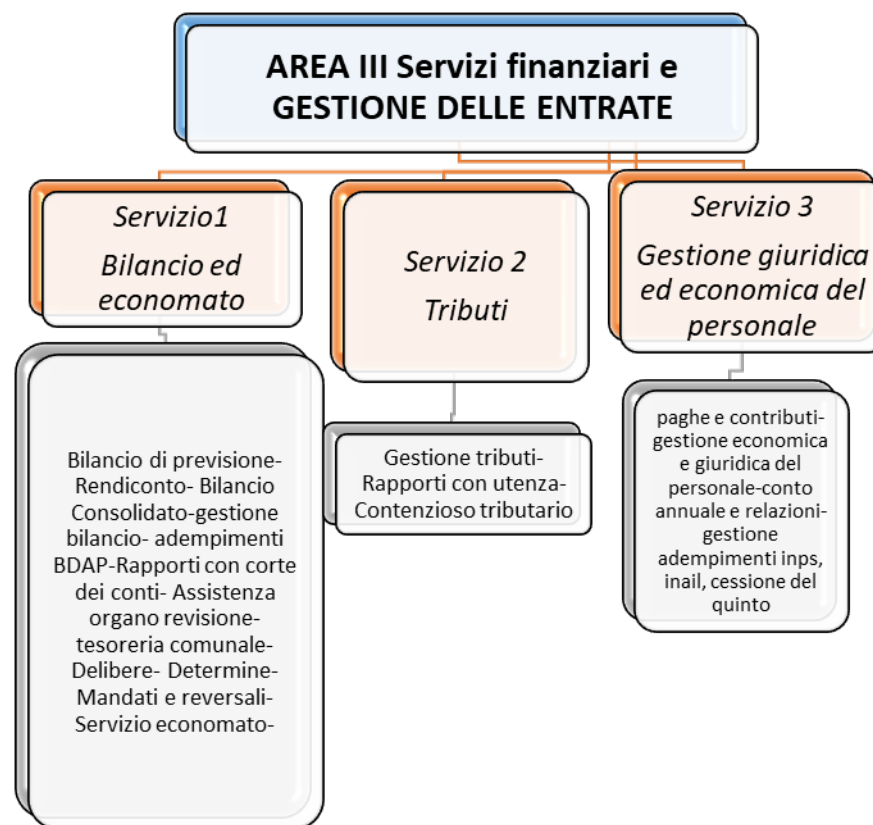 AREA III Servizi finanziari e
GESTIONE DELLE ENTRATE
Servizio1
Bilancio ed
economato
Bilancio di previsione-
Rendiconto- Bilancio
Consolidato-gestione
bilancio- adempimenti
BDAP-Rapporti con corte
dei conti- Assistenza
organo revisione-
tesoreria comunale-
Delibere- Determine-
Mandati e reversali-
Servizio economato-
Servizio 2
Tributi
Gestione tributi-
Rapporti con utenza-
Contenzioso tributario
Servizio 3
Gestione giuridica
ed economica del
personale
paghe e contributi-
gestione economica
e giuridica del
personale-conto
annuale e relazioni-
gestione
adempimenti inps,
inail, cessione del
quinto